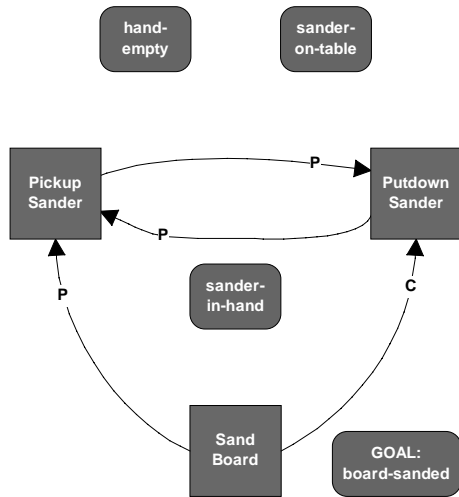 hand-
empty
sander-
on-table
Pickup
Sander
P
Putdown
Sander
P
sander-
in-hand
P
C
Sand
Board
GOAL:
board-sanded